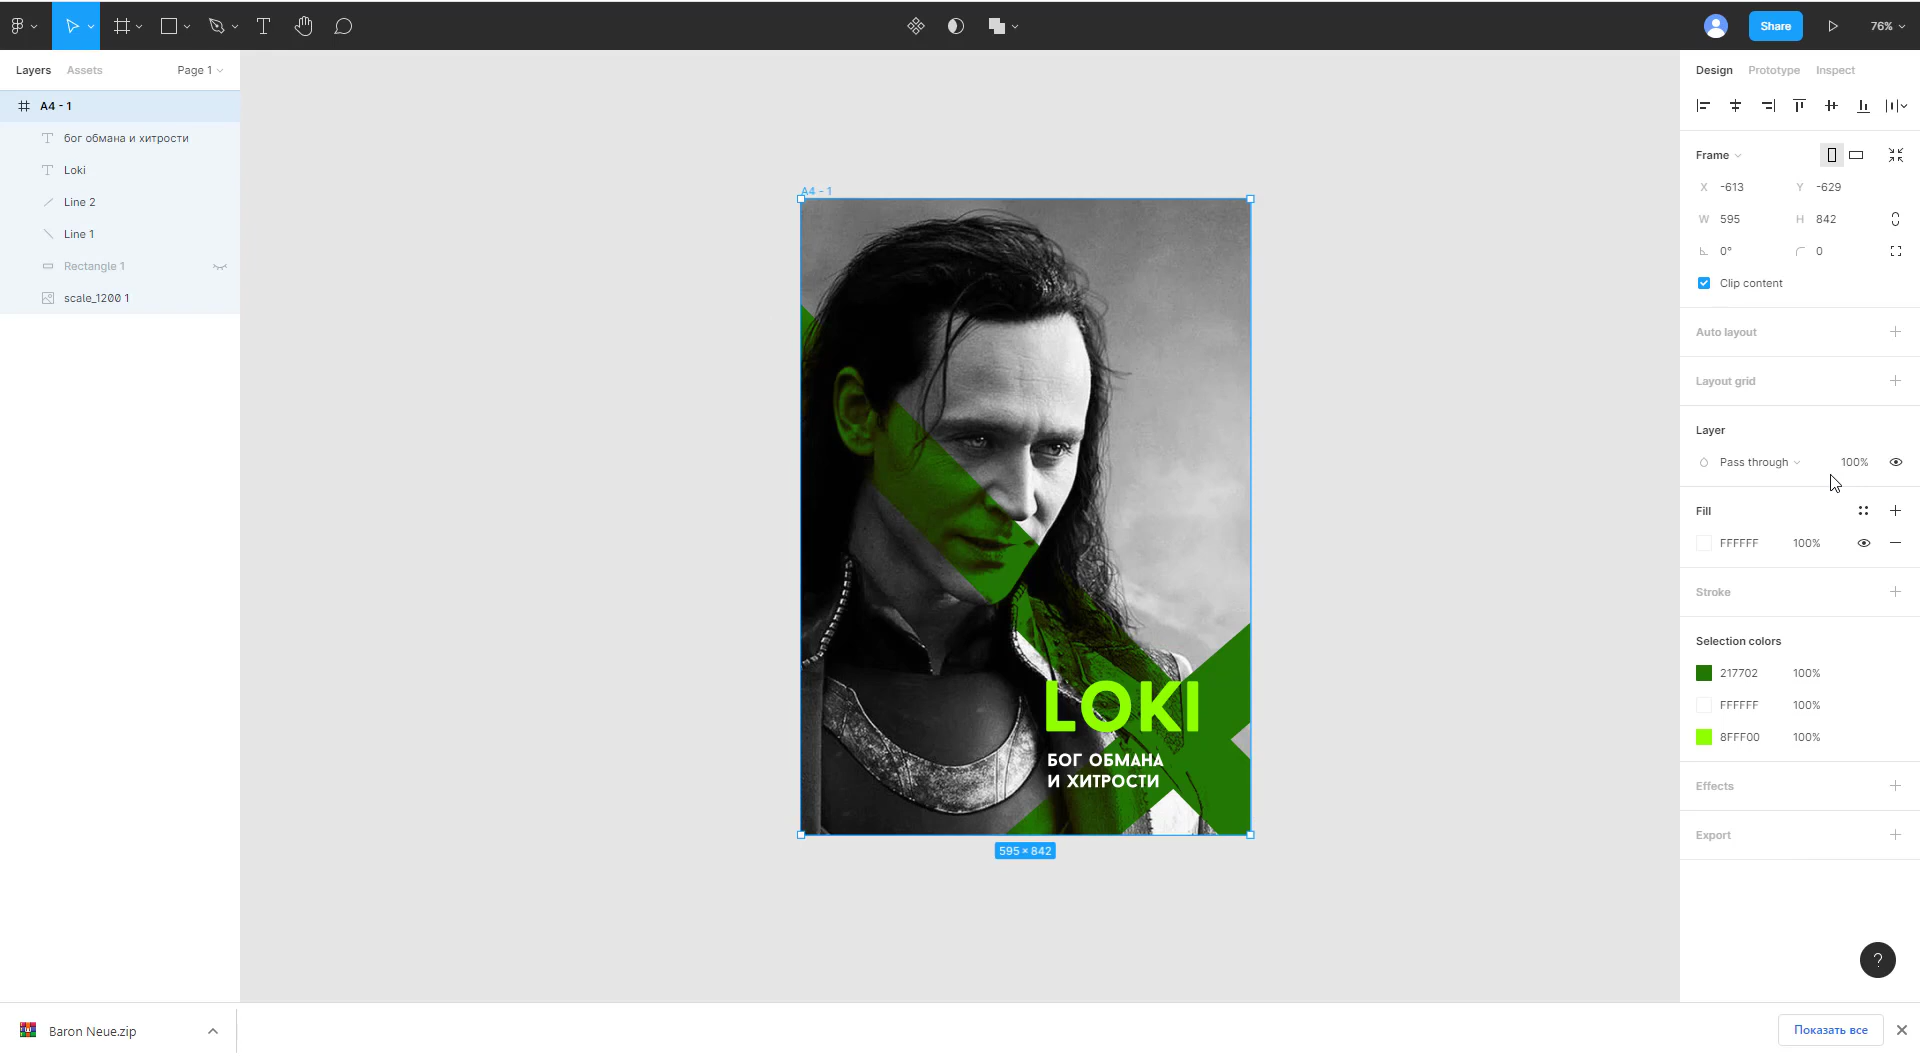 Share
76%
Layers
Assets
Page 1
A4 - 1
бог обмана и хитрости
Loki
Line 2
Line 1
Rectangle 1
scale_1200 1
A4 - 1
LOKI
БОГ ОБМАНА
И ХИТРОСТИ
595 × 842
Design
Prototype
Inspect
Frame
X -613
Y -629
W 595
H 842
0°
0
Clip content
Auto layout
Layout grid
Layer
Pass through
100%
Fill
FFFFFF 100%
Stroke
Selection colors
217702 100%
FFFFFF 100%
8FFF00 100%
Effects
Export
?
Baron Neue.zip
Показать все